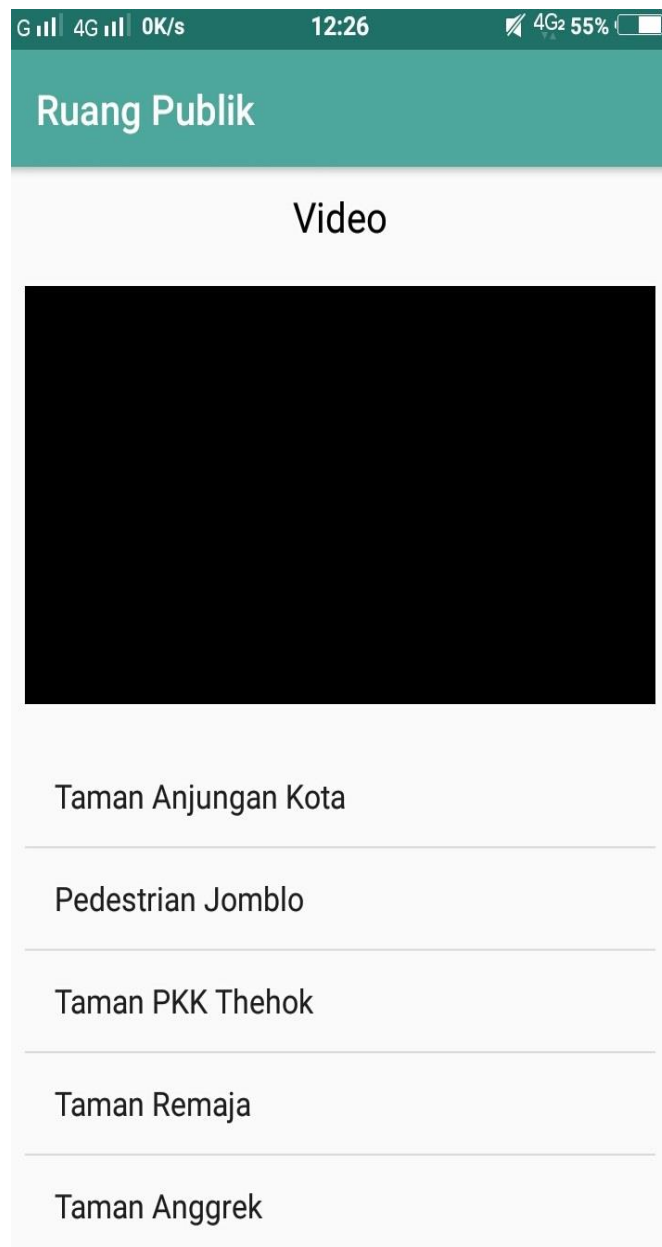 G 4G 0K/s 12:26 4G2 55%
Ruang Publik
Video
Taman Anjungan Kota
Pedestrian Jomblo
Taman PKK Thehok
Taman Remaja
Taman Anggrek